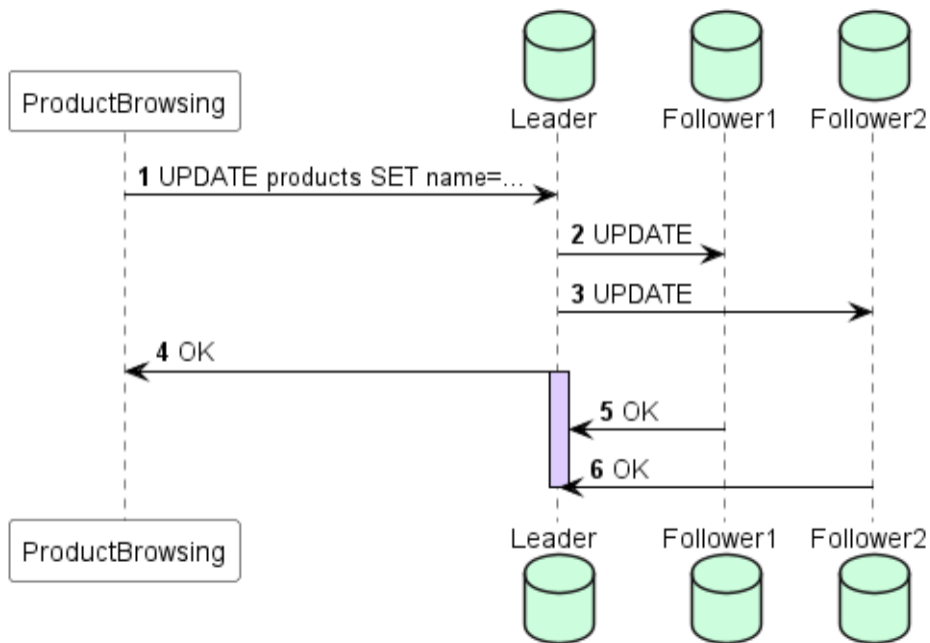 ProductBrowsing
Leader
Follower1
Follower2
1 UPDATE products SET name=...
2 UPDATE
3 UPDATE
4 OK
5 OK
6 OK
ProductBrowsing
Leader
Follower1
Follower2